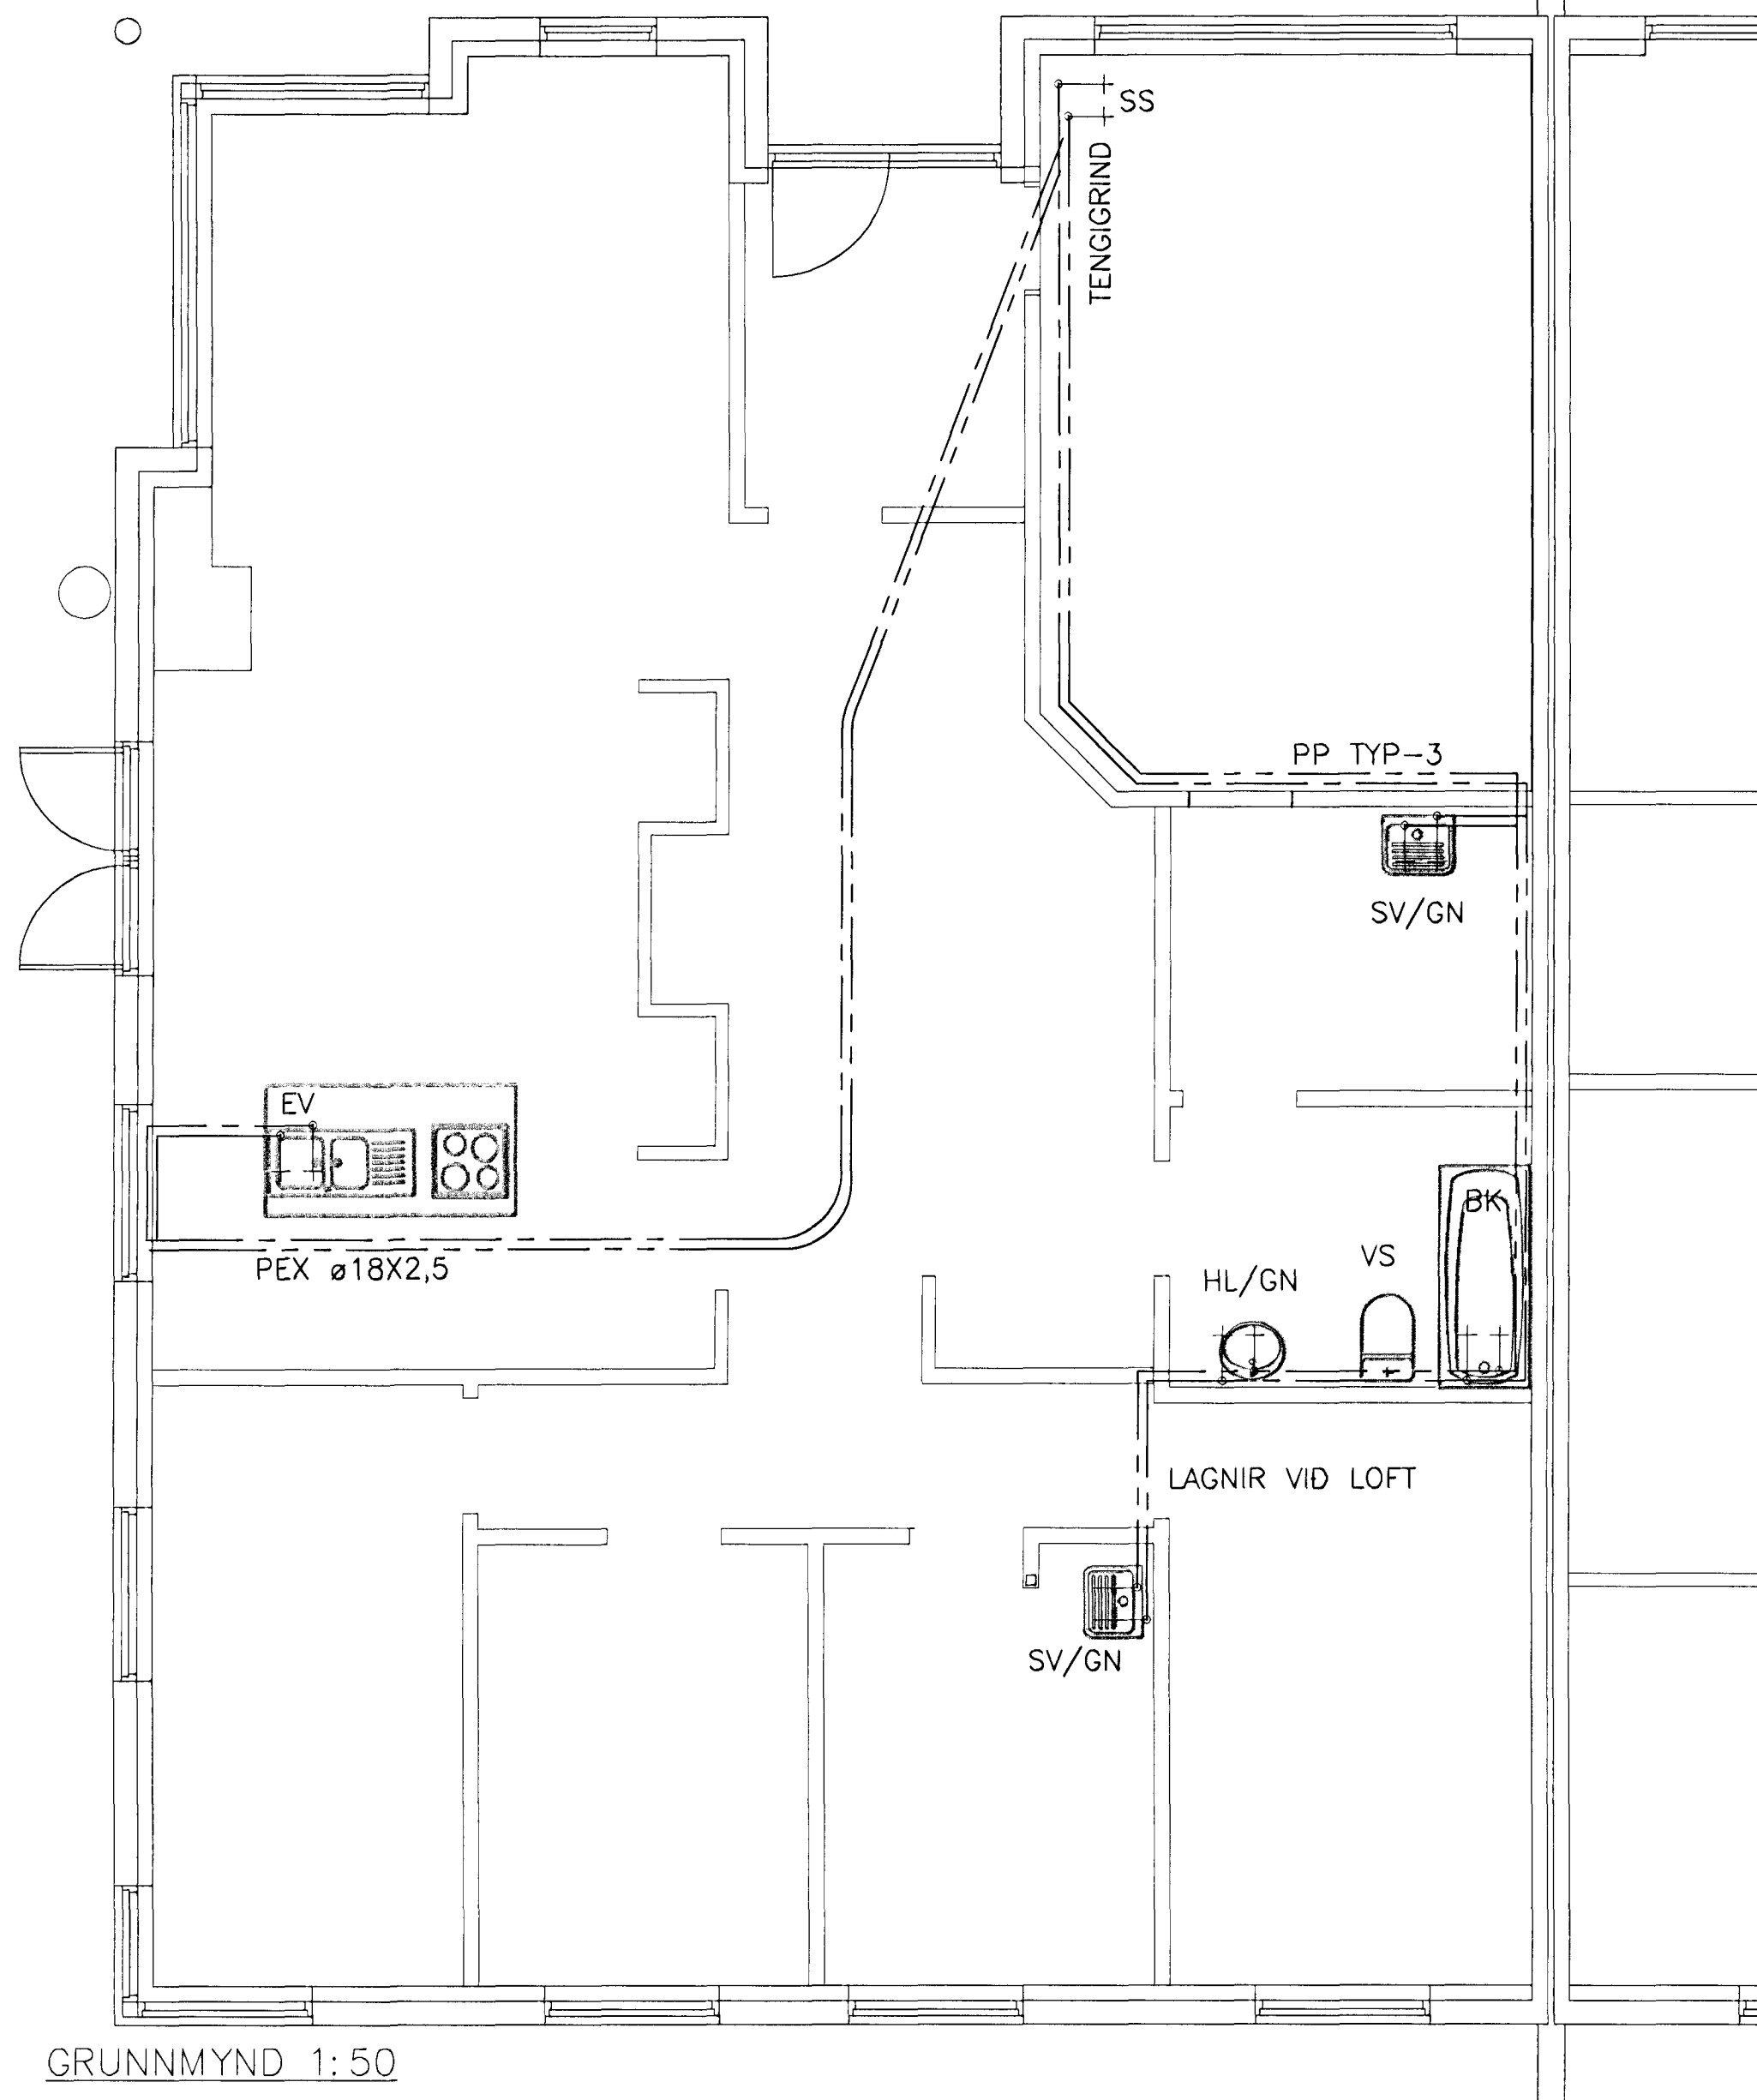 SS
TENGIGRIND
PP TYP-3
SV/GN
EV
PEX ø18X2,5
BK
VS
HL/GN
LAGNIR VIÐ LOFT
SV/GN
GRUNNMYND 1:50